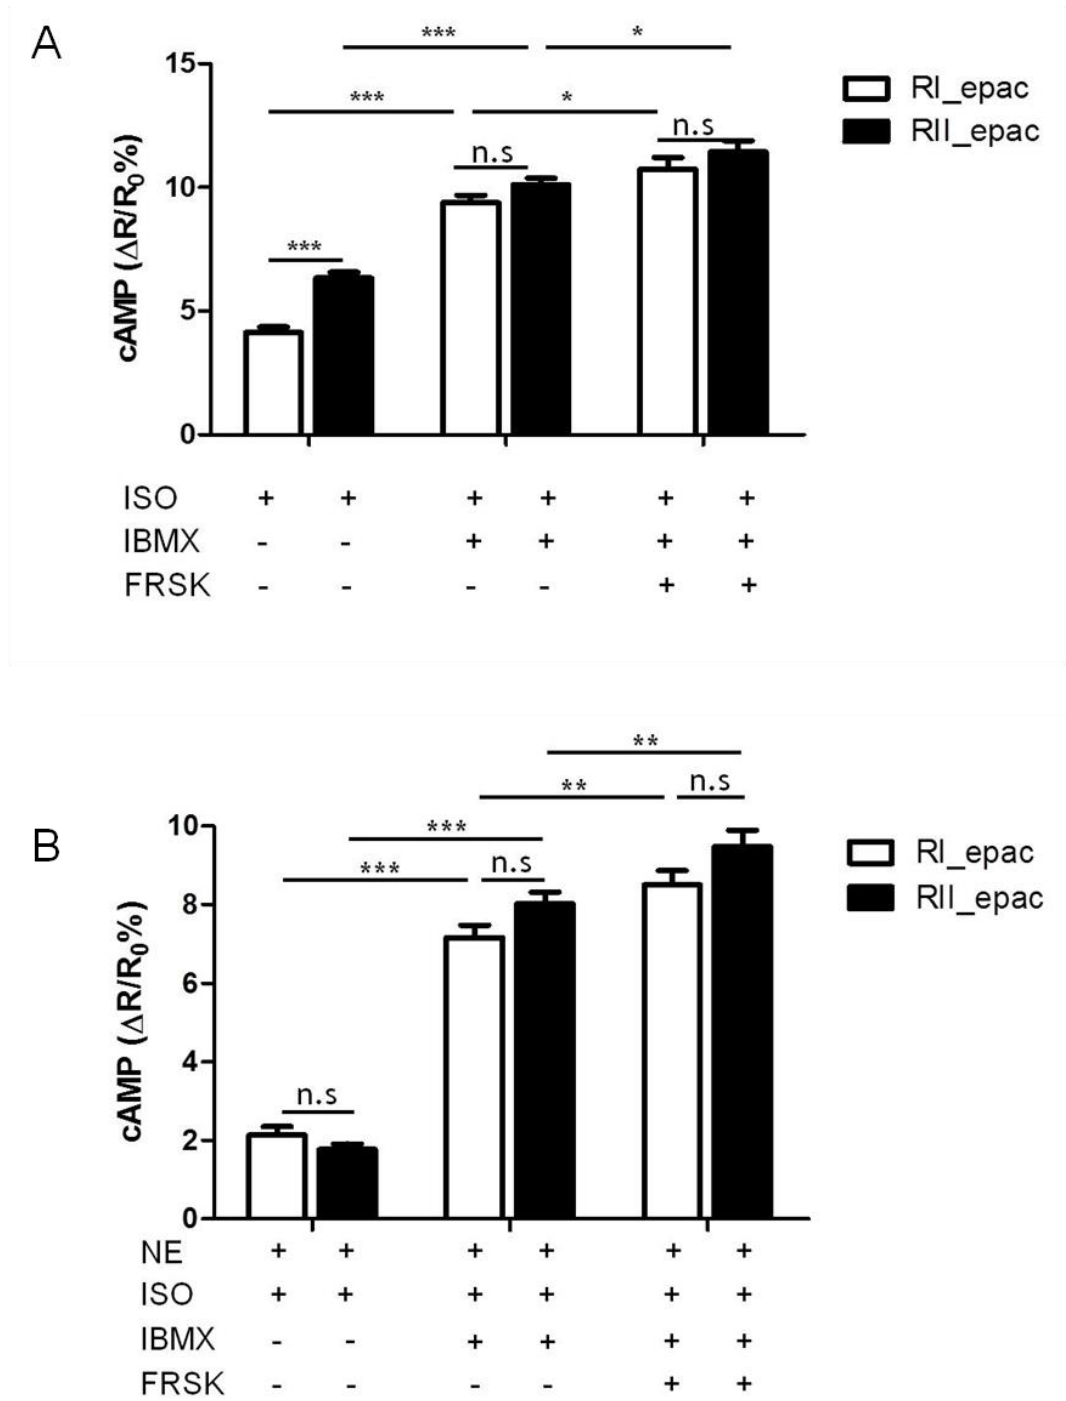 A
*** *
15
*** *
RI_epac
n.s
RII_epac
n.s
10
***
5
0
cAMP (ΔR/R0%)
ISO + + + + + +
IBMX - - + + + +
FRSK - - - - + +
**
** n.s
B
10
***
RI_epac
*** n.s
RII_epac
8
6
4
n.s
2
0
cAMP (ΔR/R0%)
NE + + + + + +
ISO + + + + + +
IBMX - - + + + +
FRSK - - - - + +